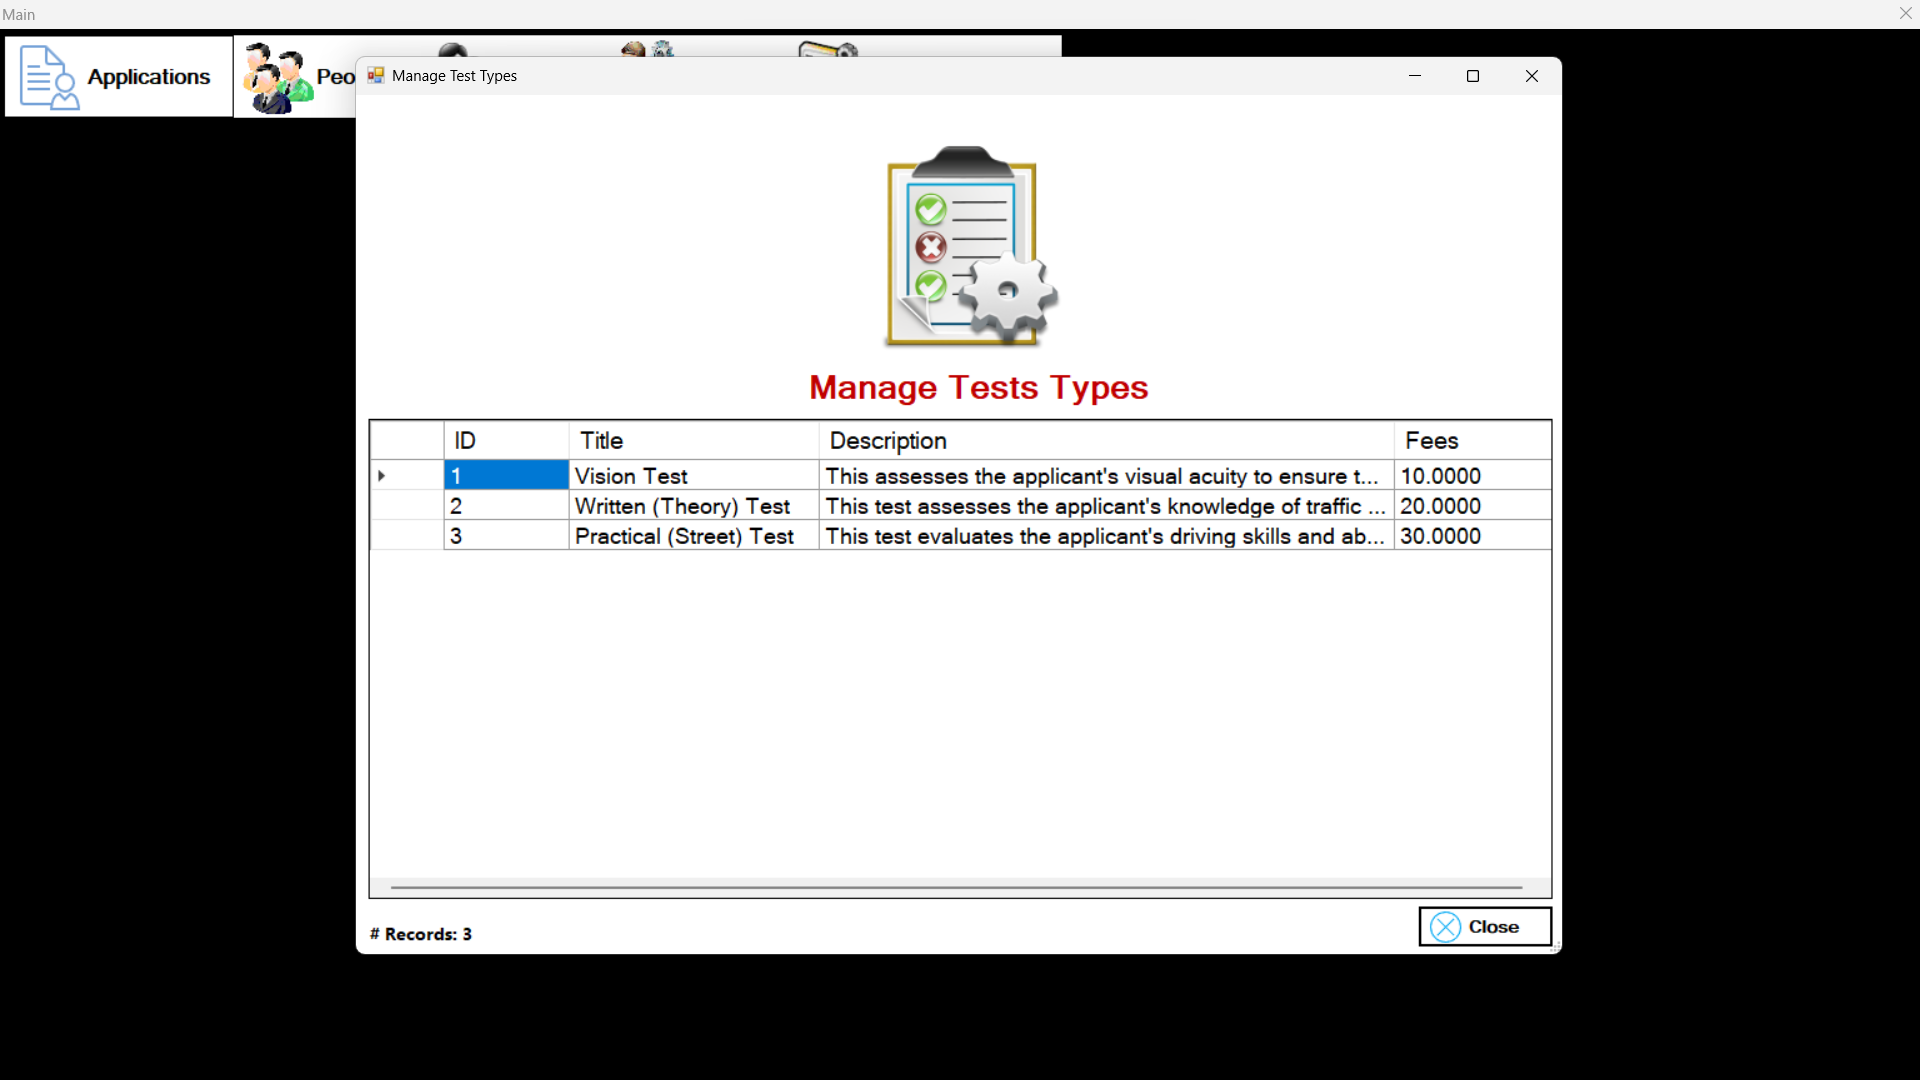 Main
Applications
Peo
Manage Test Types
Manage Tests Types
ID Title Description Fees
1 Vision Test This assesses the applicant's visual acuity to ensure t... 10.0000
2 Written (Theory) Test This test assesses the applicant's knowledge of traffic ... 20.0000
3 Practical (Street) Test This test evaluates the applicant's driving skills and ab... 30.0000
# Records: 3
Close